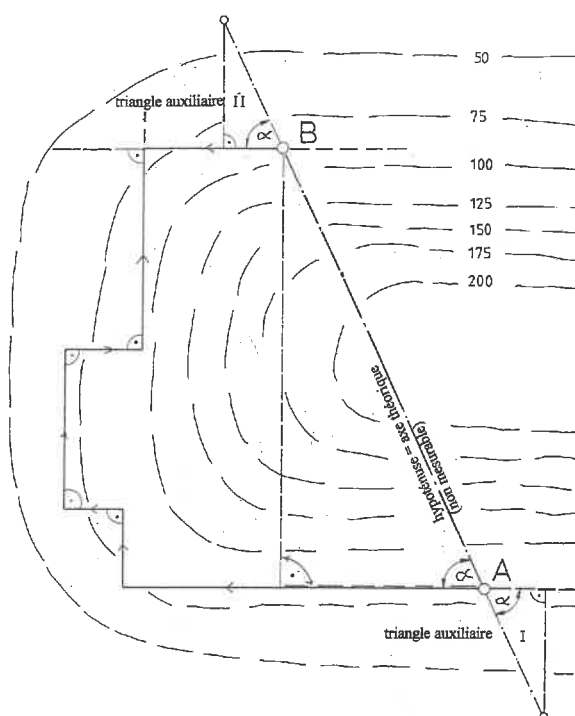 50
triangle auxiliaire II
α
B
75
100
125
150
175
200
hypoténuse = axe théorique
(non mesurable)
α
A
α
triangle auxiliaire I